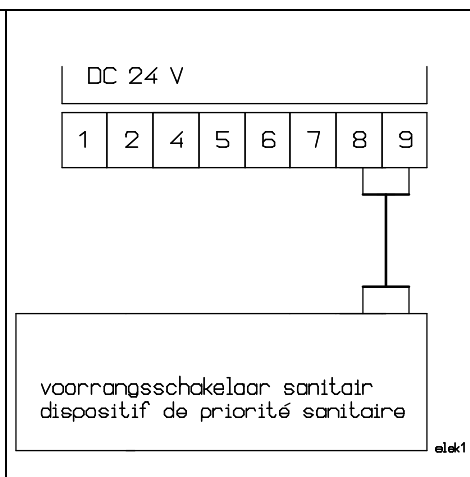 DC 24 V
1 2 4 5 6 7 8 9
voorrangsschakelaar sanitair
dispositif de priorité sanitaire
elek1